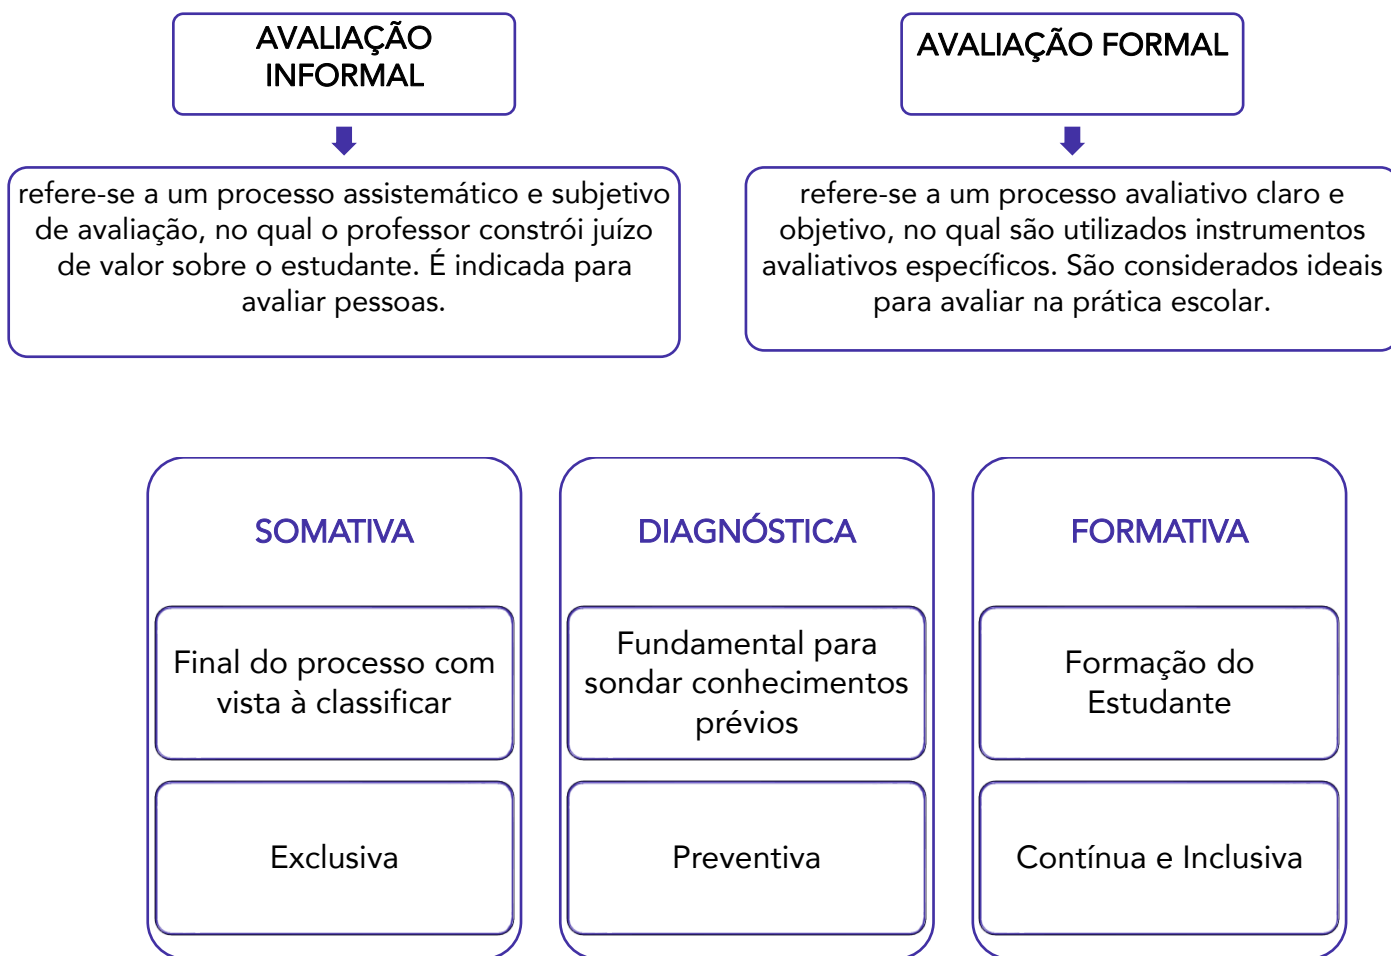 AVALIAÇÃO
INFORMAL
refere-se a um processo assistemático e subjetivo
de avaliação, no qual o professor constrói juízo
de valor sobre o estudante. É indicada para
avaliar pessoas.
AVALIAÇÃO FORMAL
refere-se a um processo avaliativo claro e
objetivo, no qual são utilizados instrumentos
avaliativos específicos. São considerados ideais
para avaliar na prática escolar.
SOMATIVA
Final do processo com
vista à classificar
Exclusiva
DIAGNÓSTICA
Fundamental para
sondar conhecimentos
prévios
Preventiva
FORMATIVA
Formação do
Estudante
Contínua e Inclusiva